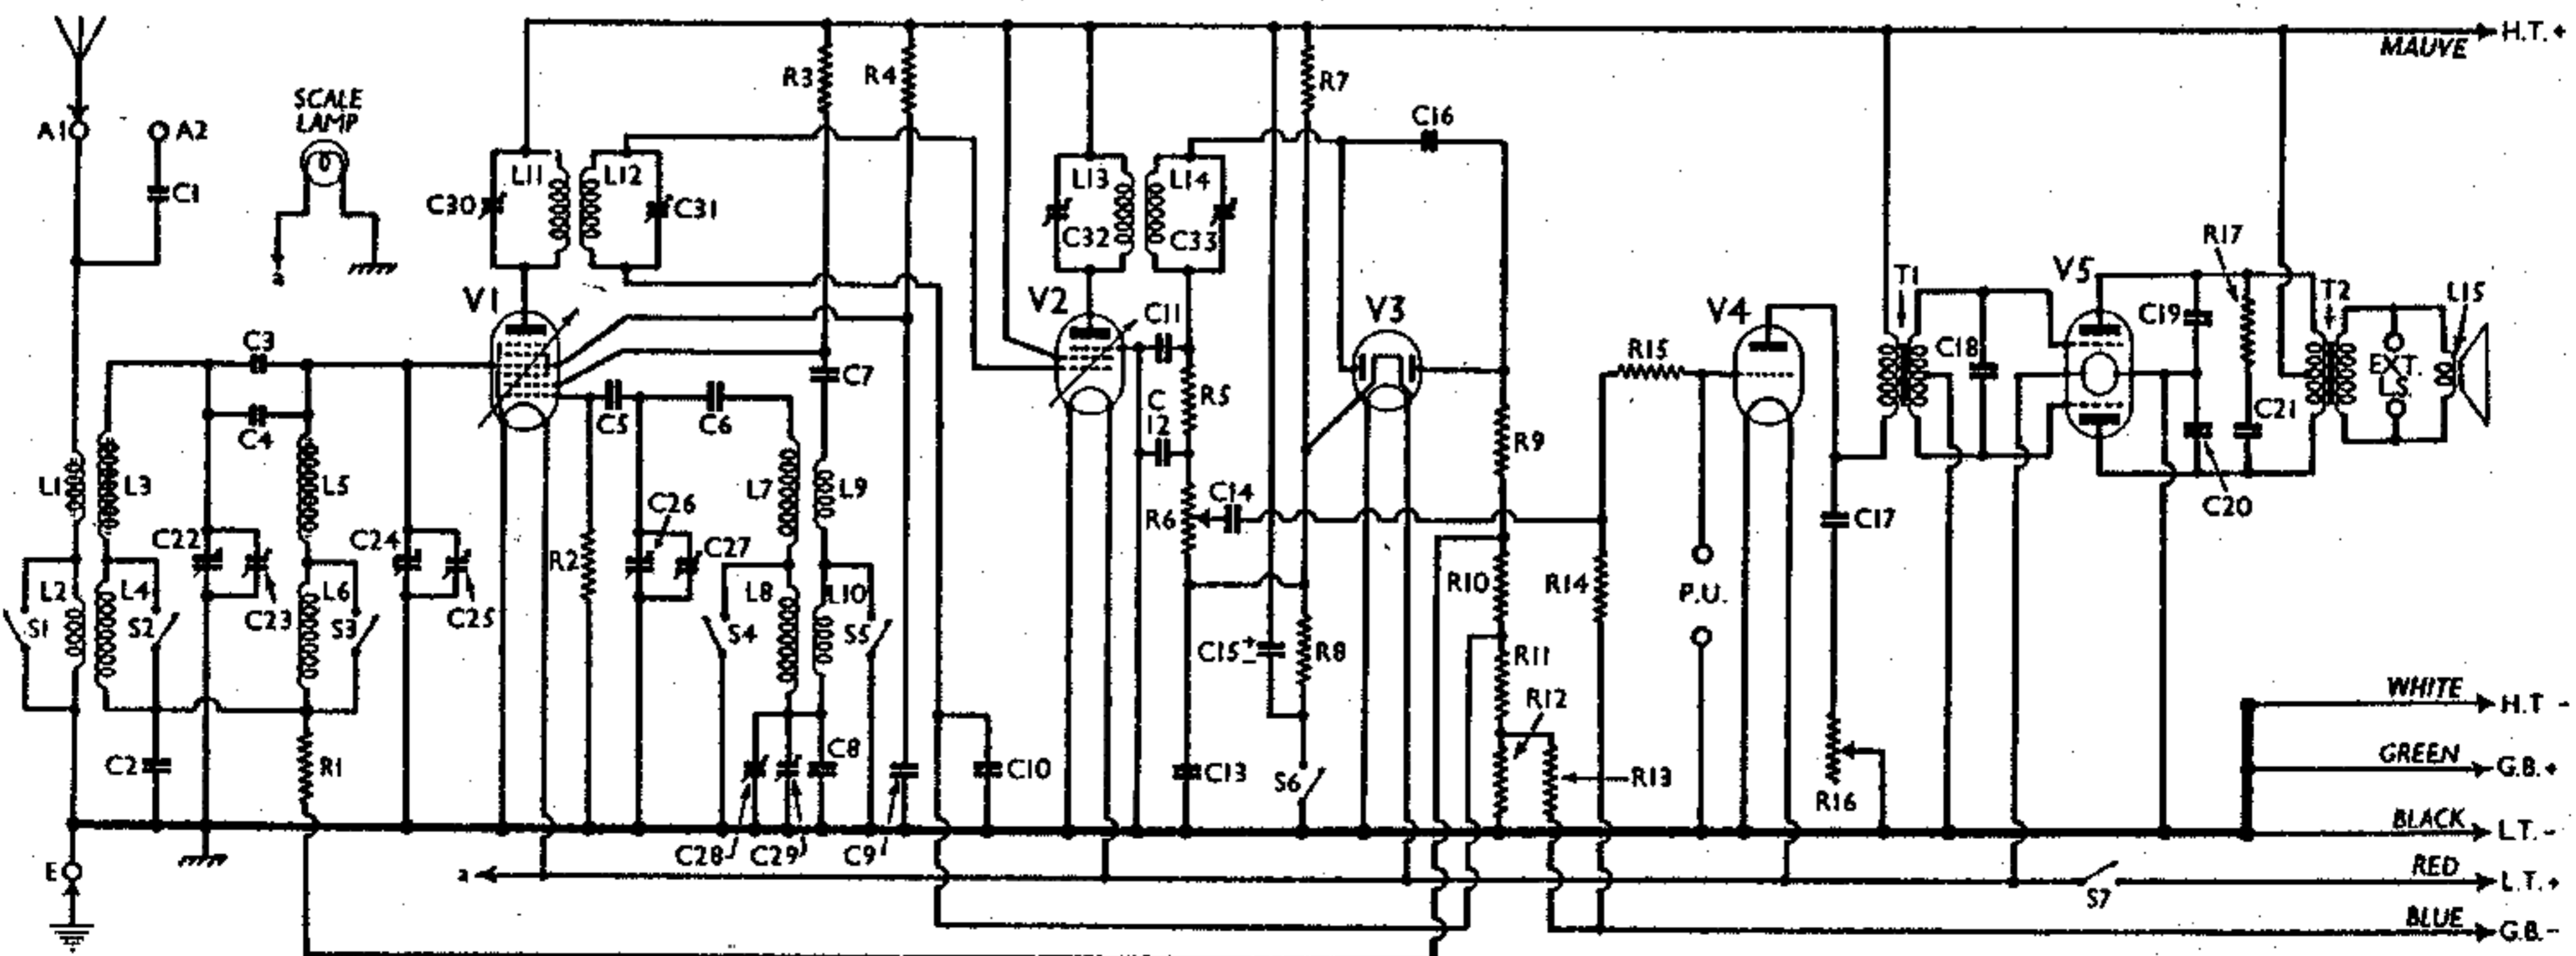 H.T.+
MAUVE
R3
R4
R7
A1
A2
SCALE
LAMP
C16
C1
L11
L12
L13
L14
C30
C31
C32
C33
a
R17
V1
V2
V3
V4
V5
T1
T2
L15
C11
C3
C7
C19
C18
R15
EXT.
L.S.
C4
C5
C6
C
12
R5
C21
R9
L1
L3
L5
L7
L9
C14
R6
C20
C22
C24
C26
C27
R2
C17
L2
L4
L6
L8
L10
R10
R14
P.U.
C23
C25
S1
S2
S3
S4
S5
C15
+
-
R8
R11
R12
WHITE
H.T -
C2
R1
C8
C10
C13
S6
R13
R16
GREEN
G.B.+
BLACK
L.T. -
C28
C29
C9
E
a
RED
L.T.+
S7
BLUE
G.B.-